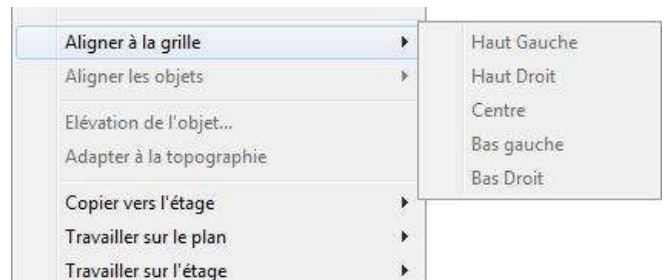 Aligner à la grille
Aligner les objets
Elévation de l'objet...
Adapter à la topographie
Copier vers l'étage
Travailler sur le plan
Travailler sur l'étage
Haut Gauche
Haut Droit
Centre
Bas gauche
Bas Droit